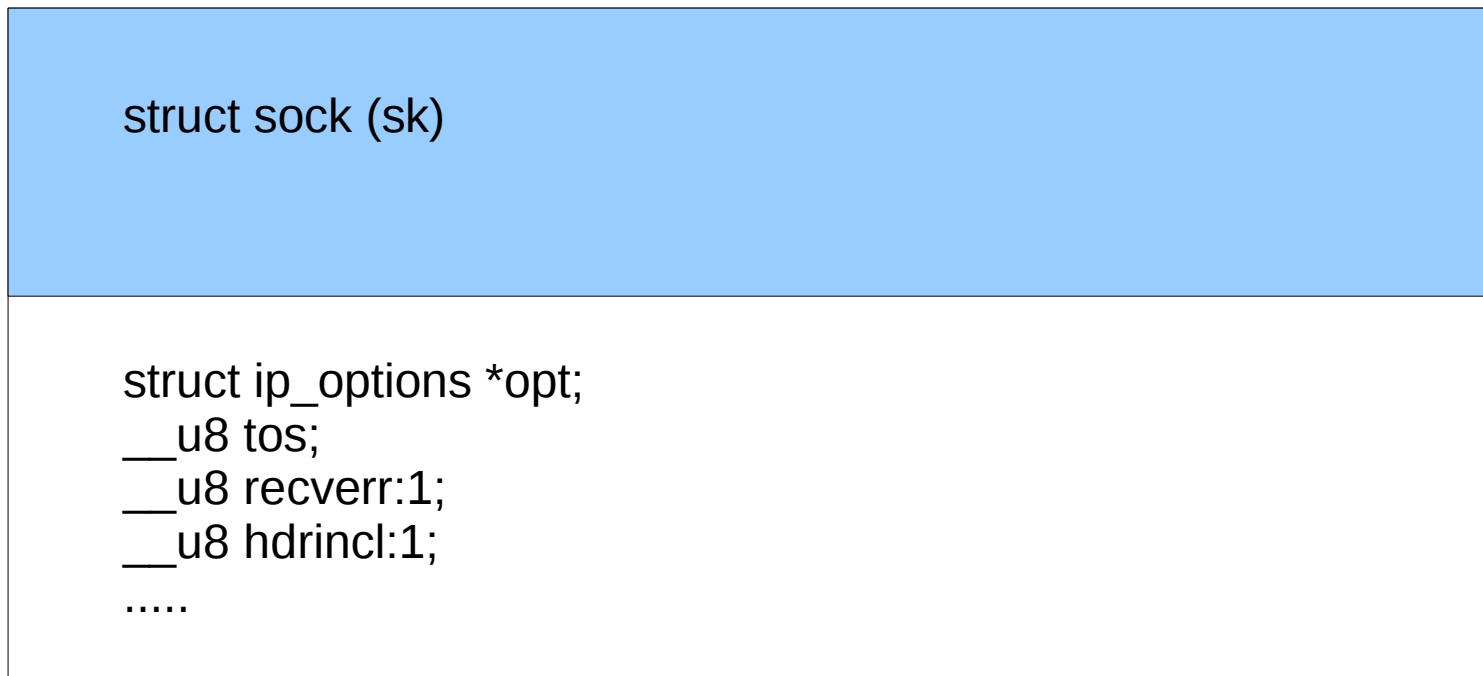 struct sock (sk)
struct ip_options *opt;
__u8 tos;
__u8 recverr:1;
__u8 hdrincl:1;
.....